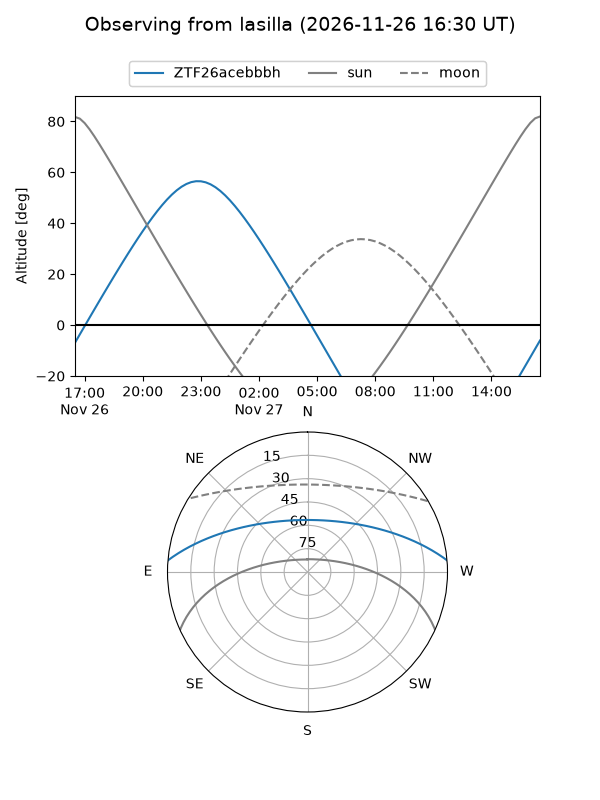 Observing from lasilla (2026-11-26 16:30 UT)
ZTF26acebbbh sun moon
Altitude [deg]
80
60
40
20
0
−20
17:00 20:00 23:00 02:00 05:00 08:00 11:00 14:00
Nov 26 Nov 27
N
NE NW
15
30
45
60
75
E W
SE SW
S